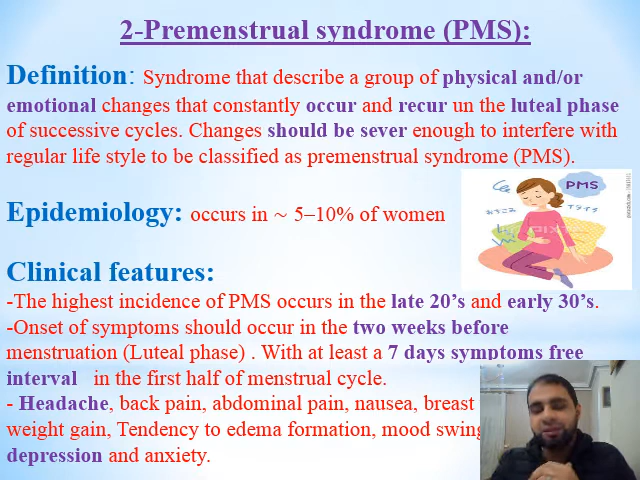 2-Premenstrual syndrome (PMS):
Definition: Syndrome that describe a group of physical and/or
emotional changes that constantly occur and recur un the luteal phase
of successive cycles. Changes should be sever enough to interfere with
regular life style to be classified as premenstrual syndrome (PMS).
PMS
イライラ
Epidemiology: occurs in ~ 5–10% of women
Clinical features:
-The highest incidence of PMS occurs in the late 20’s and early 30’s.
-Onset of symptoms should occur in the two weeks before
menstruation (Luteal phase) . With at least a 7 days symptoms free
interval in the first half of menstrual cycle.
- Headache, back pain, abdominal pain, nausea, breast
weight gain, Tendency to edema formation, mood swing
depression and anxiety.